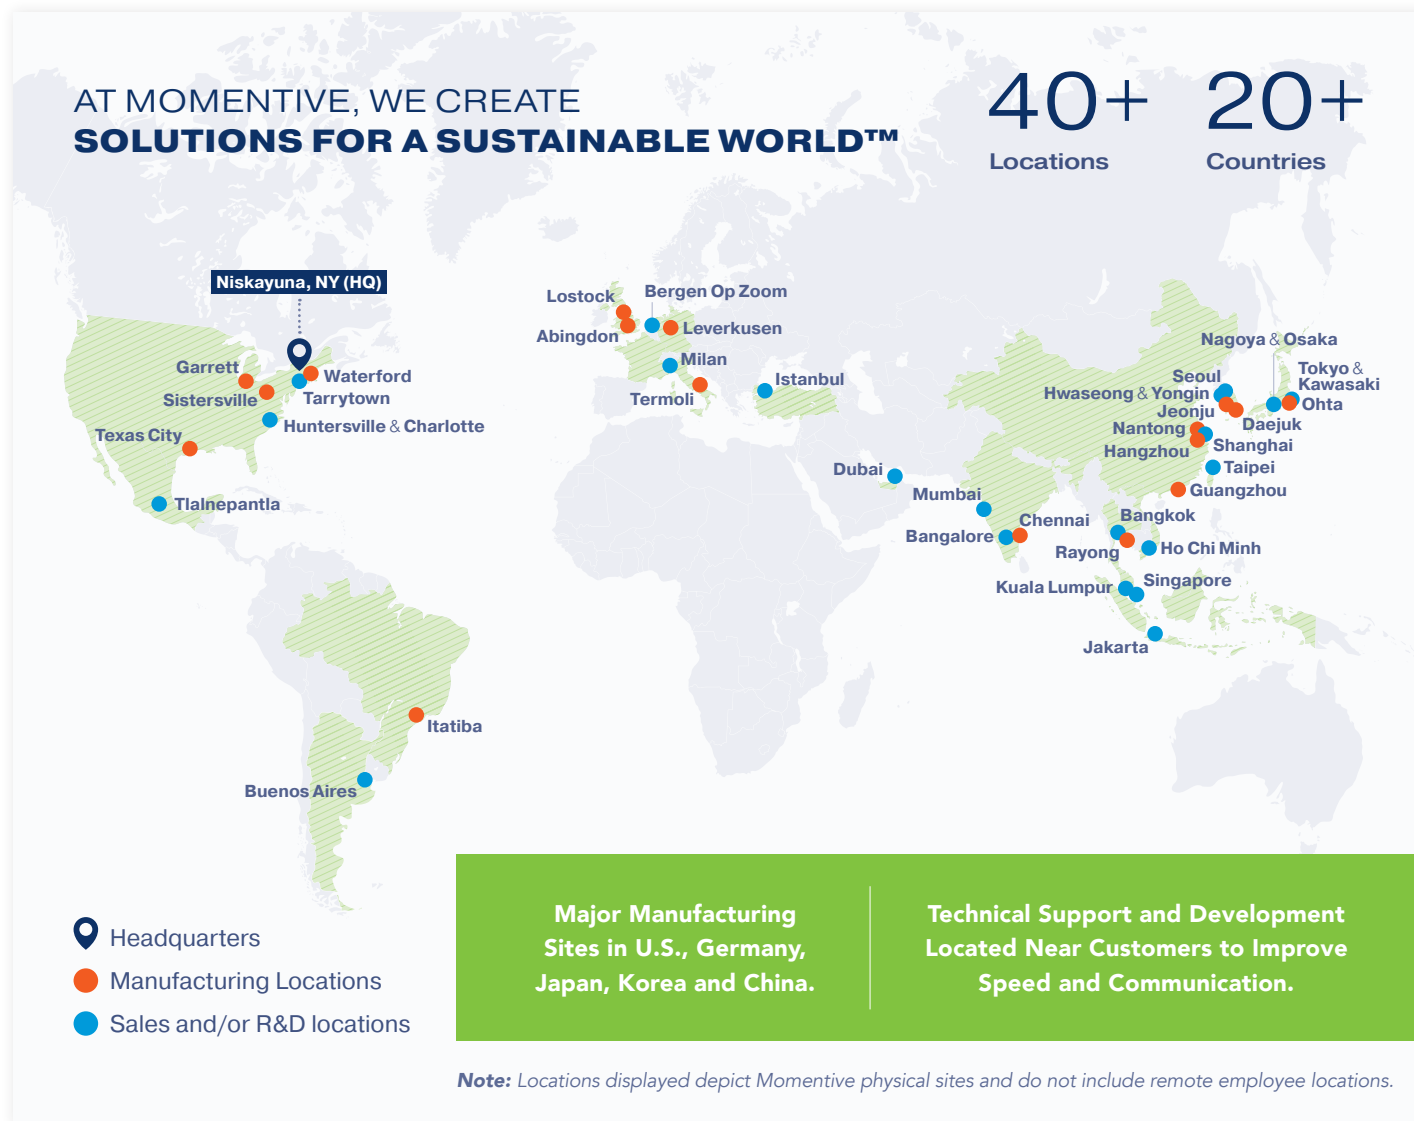 AT MOMENTIVE, WE CREATE
SOLUTIONS FOR A SUSTAINABLE WORLD™
40+
Locations
20+
Countries
Niskayuna, NY (HQ)
Garrett
Sistersville
Waterford
Tarrytown
Huntersville & Charlotte
Texas City
Tlalnepantla
Itatiba
Buenos Aires
Lostock
Abingdon
Bergen Op Zoom
Leverkusen
Milan
Termoli
Istanbul
Dubai
Mumbai
Bangalore
Chennai
Nagoya & Osaka
Tokyo &
Kawasaki
Ohta
Seoul
Hwaseong & Yongin
Jeonju
Daejuk
Nantong
Shanghai
Hangzhou
Taipei
Guangzhou
Bangkok
Rayong
Ho Chi Minh
Kuala Lumpur
Singapore
Jakarta
Headquarters
Manufacturing Locations
Sales and/or R&D locations
Major Manufacturing
Sites in U.S., Germany,
Japan, Korea and China.
Technical Support and Development
Located Near Customers to Improve
Speed and Communication.
Note: Locations displayed depict Momentive physical sites and do not include remote employee locations.